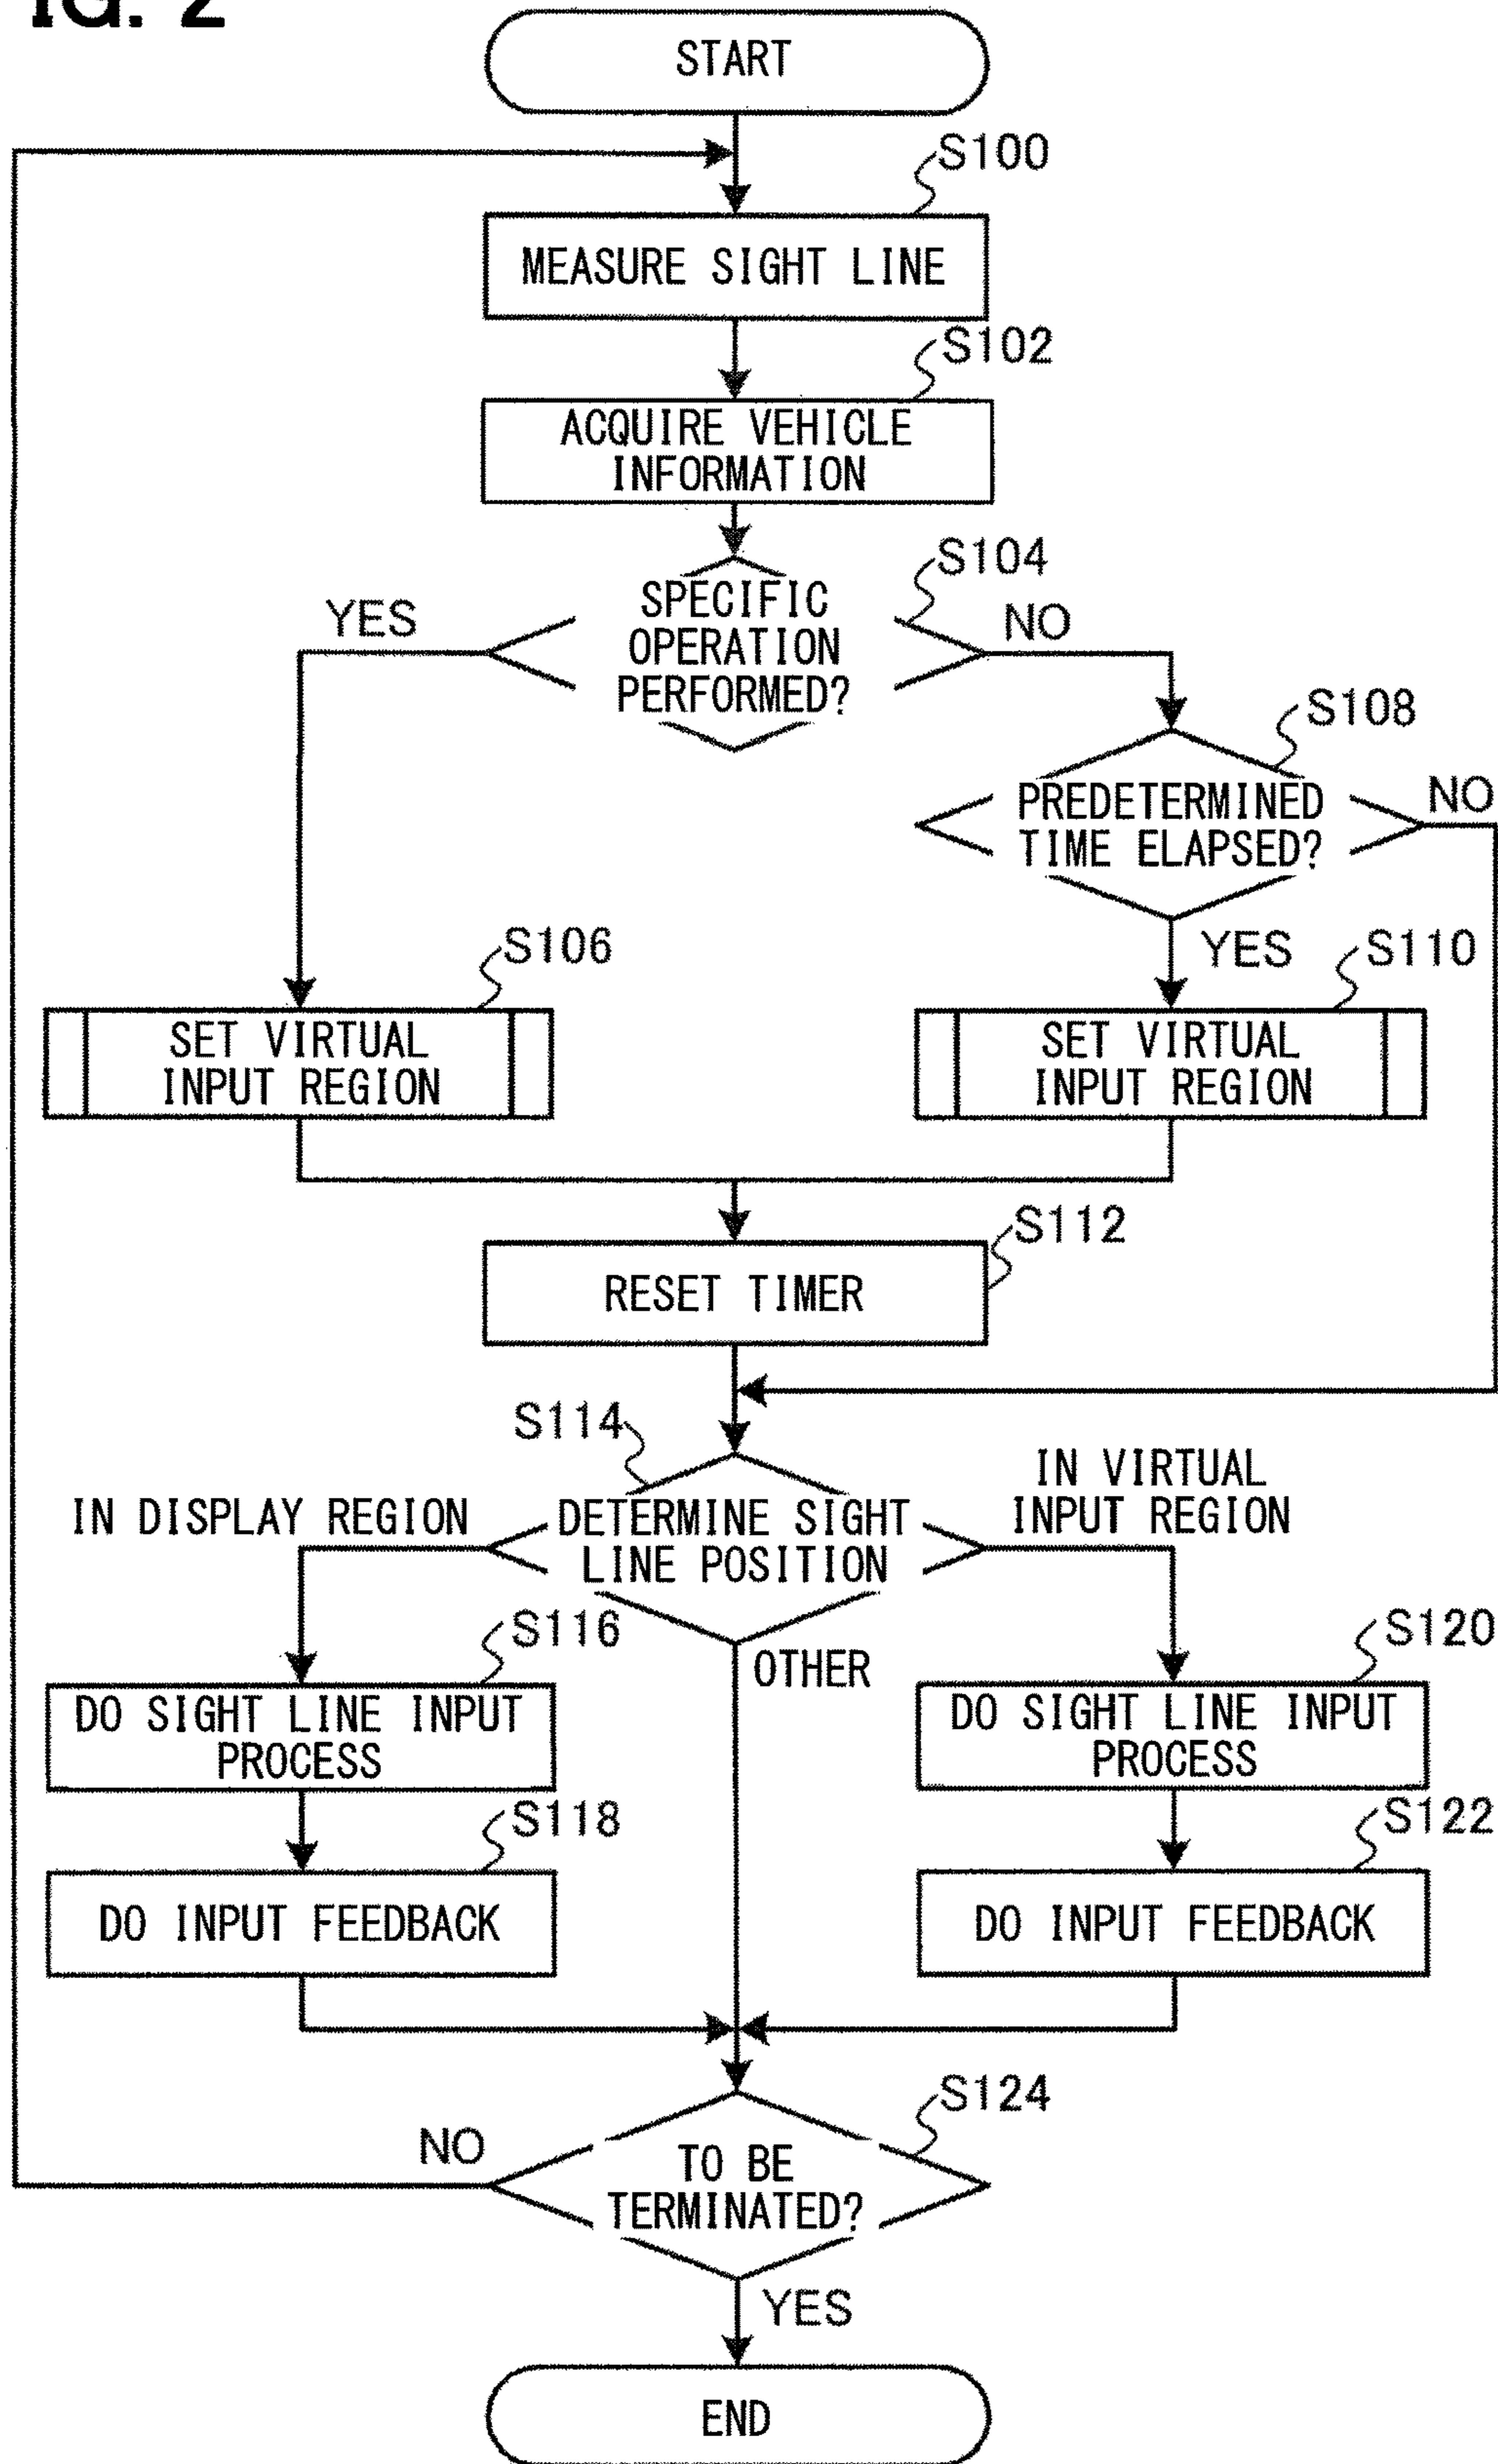 IG. 2
START
S100
MEASURE SIGHT LINE
S102
ACQUIRE VEHICLE
INFORMATION
S104
SPECIFIC
OPERATION
PERFORMED?
YES
NO
S108
PREDETERMINED
TIME ELAPSED?
NO
YES
S106
SET VIRTUAL
INPUT REGION
S110
SET VIRTUAL
INPUT REGION
S112
RESET TIMER
S114
DETERMINE SIGHT
LINE POSITION
IN DISPLAY REGION
IN VIRTUAL
INPUT REGION
OTHER
S116
DO SIGHT LINE INPUT
PROCESS
S120
DO SIGHT LINE INPUT
PROCESS
S118
DO INPUT FEEDBACK
S122
DO INPUT FEEDBACK
S124
TO BE
TERMINATED?
NO
YES
END